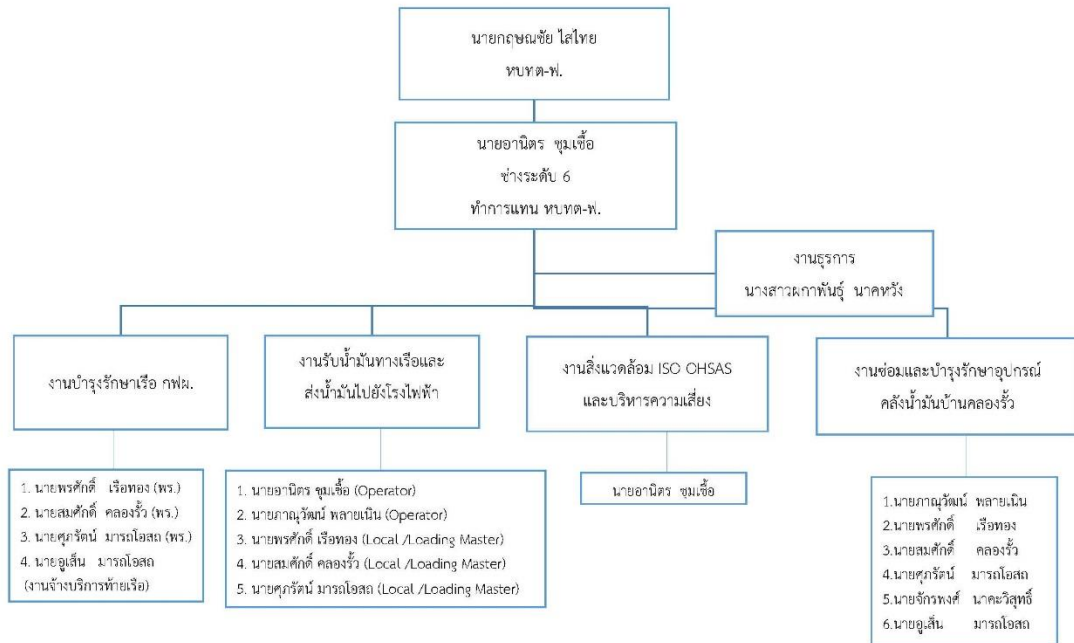 นายกฤษณชัย ไสไทย
หบทต-ฟ.
นายอานิตร ชุมเชื้อ
ช่างระดับ 6
ทำการแทน หบทต-ฟ.
งานธุรการ
นางสาวผกาพันธุ์ นาคหวัง
งานบำรุงรักษาเรือ กฟผ.
งานรับน้ำมันทางเรือและ
ส่งน้ำมันไปยังโรงไฟฟ้า
งานสิ่งแวดล้อม ISO OHSAS
และบริหารความเสี่ยง
งานซ่อมและบำรุงรักษาอุปกรณ์
คลังน้ำมันบ้านคลองรั้ว
1. นายพรศักดิ์ เรือทอง (พร.)
2. นายสมศักดิ์ คลองรั้ว (พร.)
3. นายศุภรัตน์ มารถโอสถ (พร.)
4. นายอูเส็น มารถโอสถ
(งานจ้างบริการท้ายเรือ)
1. นายอานิตร ชุมเชื้อ (Operator)
2. นายภาณุวัฒน์ พลายเนิน (Operator)
3. นายพรศักดิ์ เรือทอง (Local /Loading Master)
4. นายสมศักดิ์ คลองรั้ว (Local /Loading Master)
5. นายศุภรัตน์ มารถโอสถ (Local /Loading Master)
นายอานิตร ชุมเชื้อ
1.นายภาณุวัฒน์ พลายเนิน
2.นายพรศักดิ์ เรือทอง
3.นายสมศักดิ์ คลองรั้ว
4.นายศุภรัตน์ มารถโอสถ
5.นายจักรพงศ์ นาคะวิสุทธิ์
6.นายอูเส็น มารถโอสถ